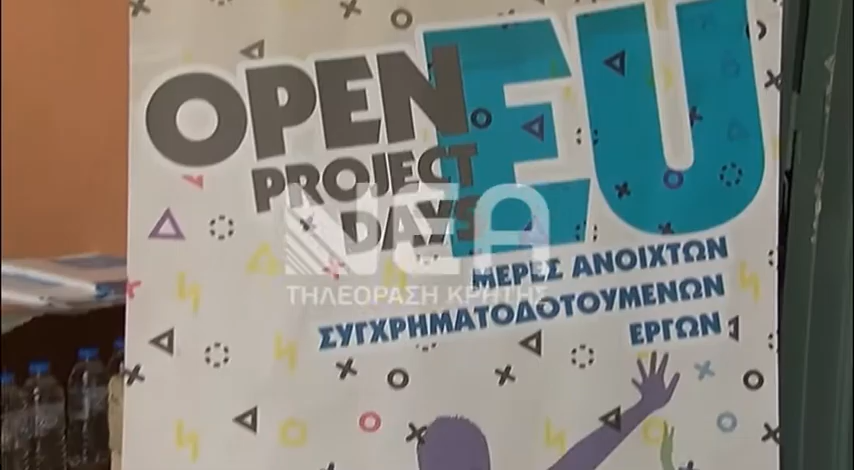 OPEN EU
PROJECT
DAYS
ΝΕΑ
ΤΗΛΕΟΡΑΣΗ ΚΡΗΤΗΣ
ΜΕΡΕΣ ΑΝΟΙΧΤΩΝ
ΣΥΓΧΡΗΜΑΤΟΔΟΤΟΥΜΕΝΩΝ
ΕΡΓΩΝ